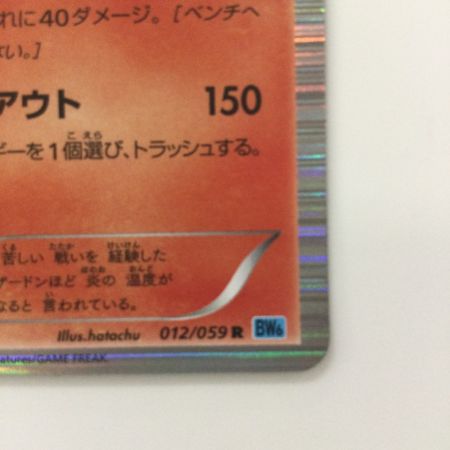 れに40ダメージ。[ベンチへ
ない。]
アウト 150
ギーを1個選び、トラッシュする。
苦しい 戦いを 経験した
ザードンほど 炎の 温度が
なると 言われている。
Illus.hatachu 012/059 R BW6
atures/GAME FREAK.